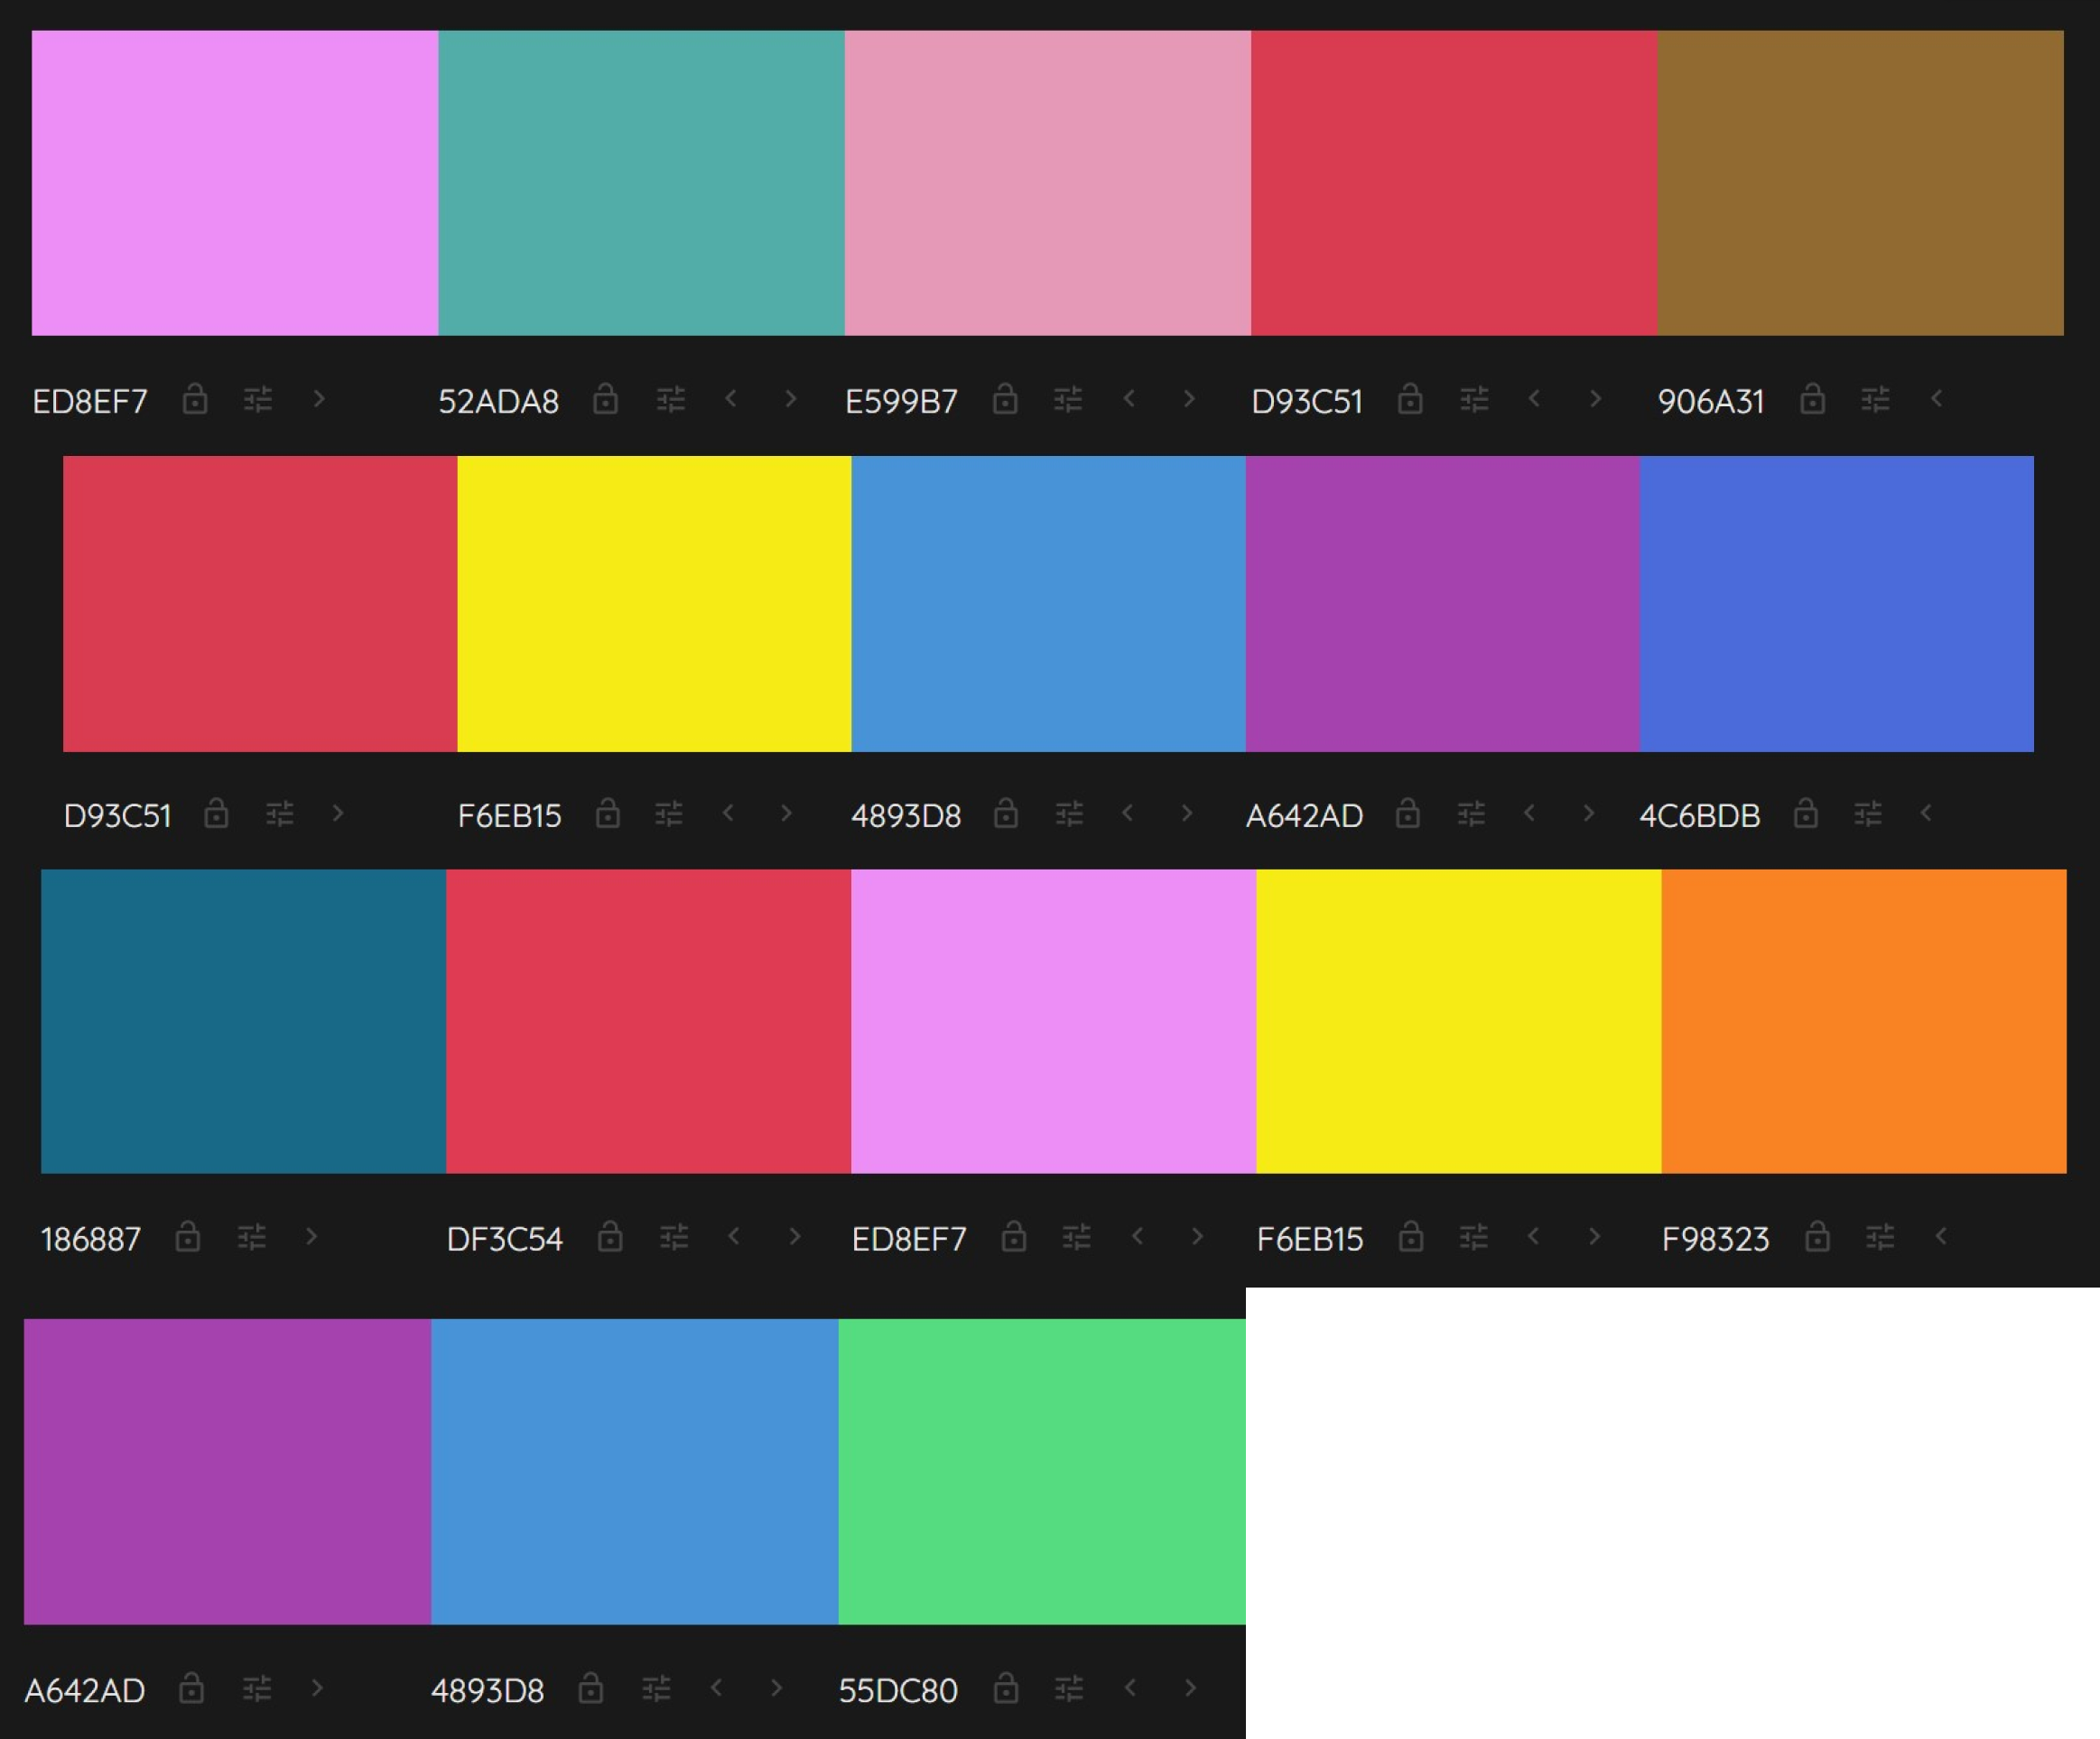 ED8EF7 52ADA8 E599B7 D93C51 906A31
D93C51 F6EB15 4893D8 A642AD 4C6BDB
186887 DF3C54 ED8EF7 F6EB15 F98323
A642AD 4893D8 55DC80